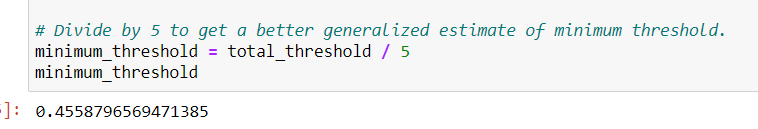 # Divide by 5 to get a better generalized estimate of minimum threshold.
minimum_threshold = total_threshold / 5
minimum_threshold
]: 0.4558796569471385